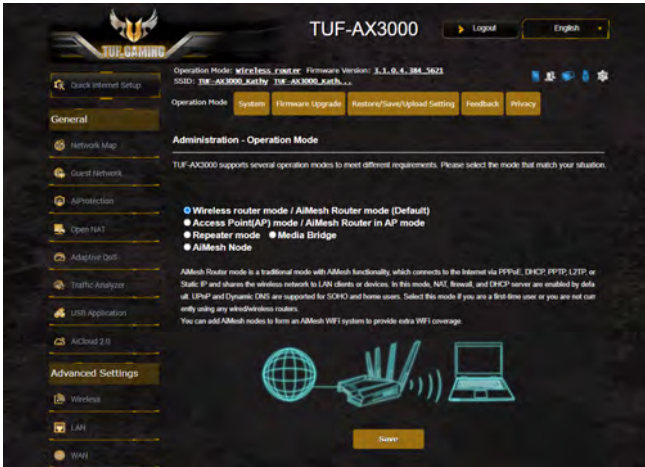 TUF GAMING
TUF-AX3000
Logout
English
Quick Internet Setup
Operation Mode: Wireless router Firmware Version: 3.1.0.4.384_5621
SSID: TUF-AX3000_Kathy TUF-AX3000_Kath...
Operation Mode System Firmware Upgrade Restore/Save/Upload Setting Feedback Privacy
General
Network Map
Guest Network
AiProtection
Open NAT
Adaptive QoS
Traffic Analyzer
USB Application
AiCloud 2.0
Advanced Settings
Wireless
LAN
WAN
Administration - Operation Mode
TUF-AX3000 supports several operation modes to meet different requirements. Please select the mode that match your situation.
Wireless router mode / AiMesh Router mode (Default)
Access Point(AP) mode / AiMesh Router in AP mode
Repeater mode Media Bridge
AiMesh Node
AiMesh Router mode is a traditional mode with AiMesh functionality, which connects to the Internet via PPPoE, DHCP, PPTP, L2TP, or
Static IP and shares the wireless network to LAN clients or devices. In this mode, NAT, firewall, and DHCP server are enabled by defa
ult. UPnP and Dynamic DNS are supported for SOHO and home users. Select this mode if you are a first-time user or you are not curr
ently using any wired/wireless routers.
You can add AiMesh nodes to form an AiMesh WiFi system to provide extra WiFi coverage.
Save